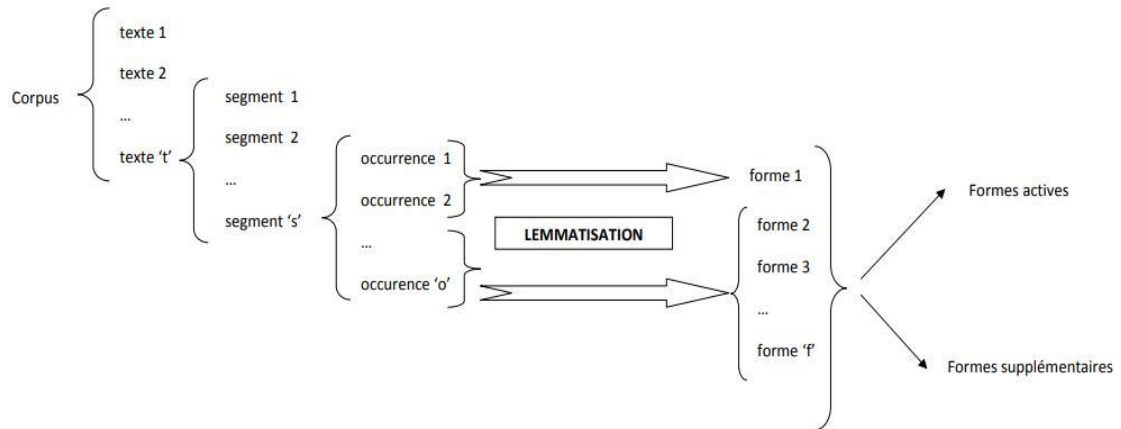 Corpus
texte 1
texte 2
...
texte ‘t’
segment 1
segment 2
...
segment ‘s’
occurrence 1
occurrence 2
...
occurence ‘o’
LEMMATISATION
forme 1
forme 2
forme 3
...
forme ‘f’
Formes actives
Formes supplémentaires